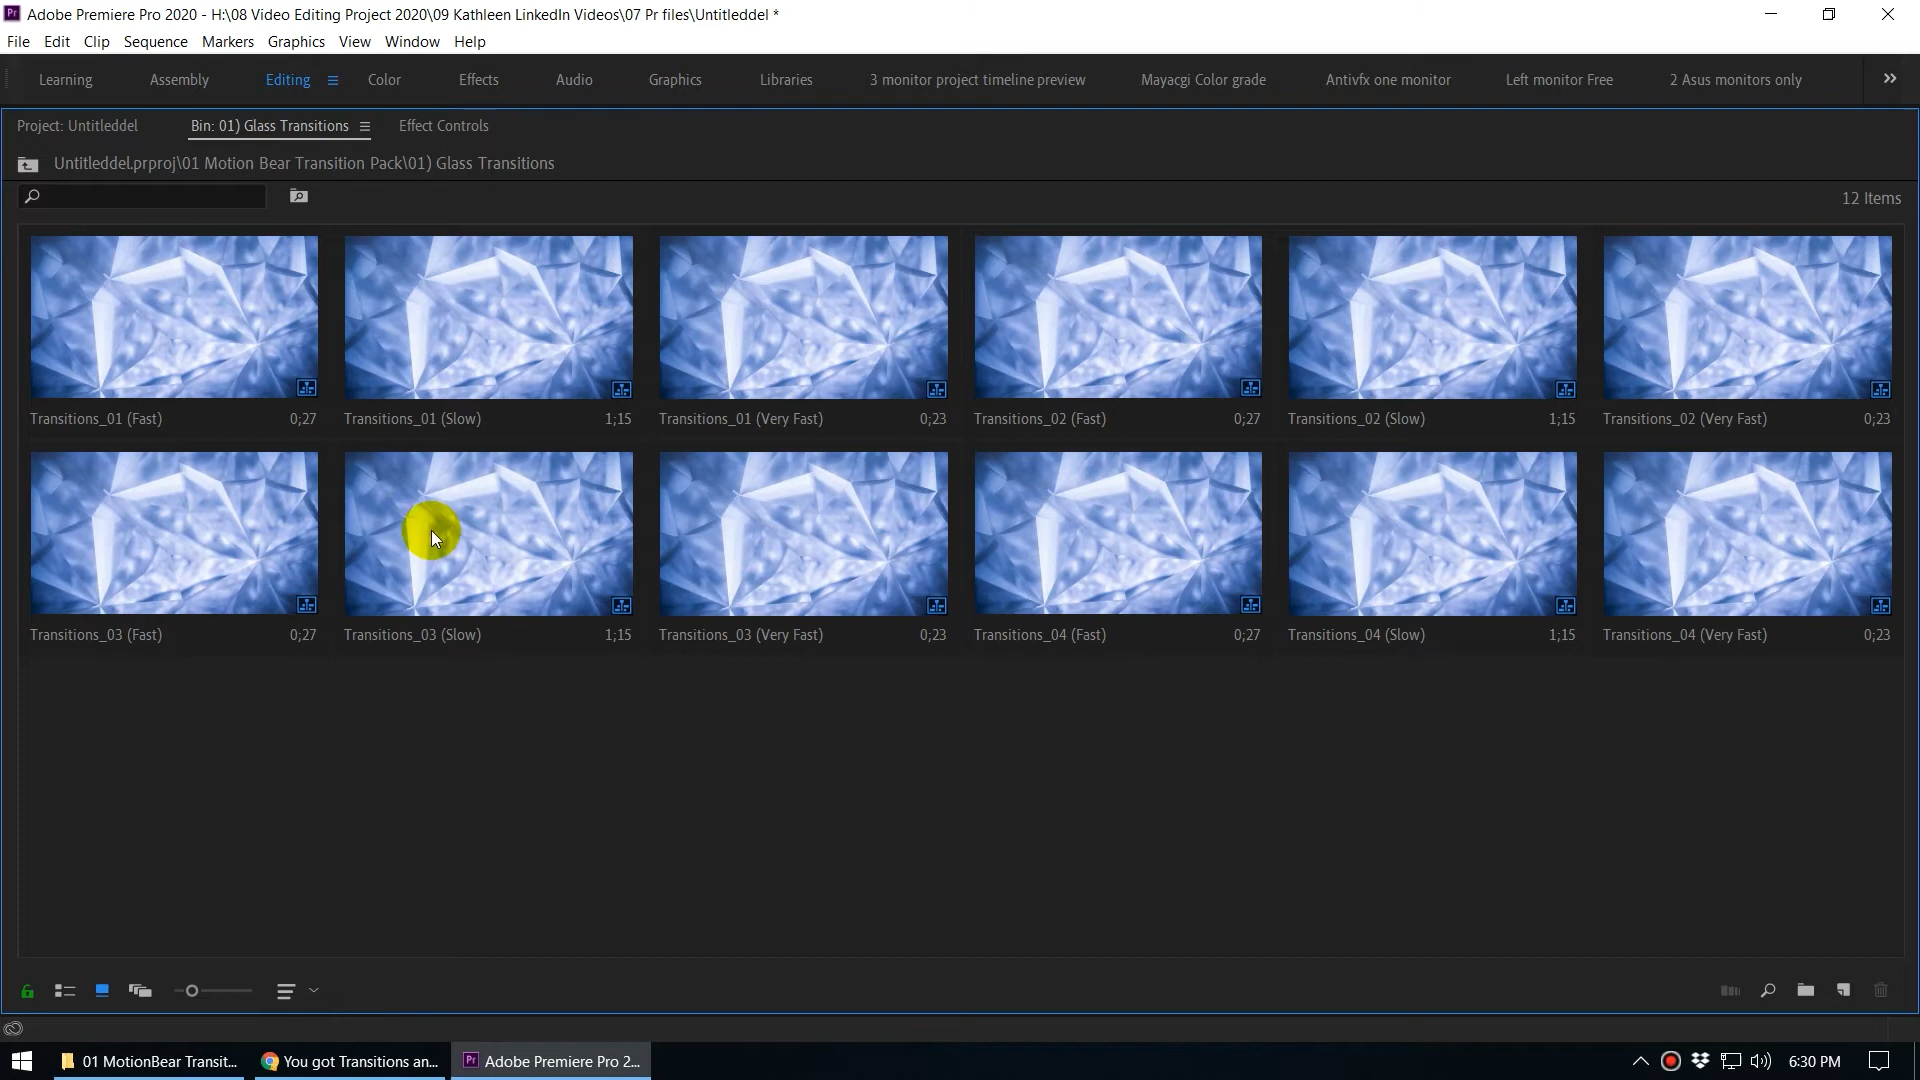 Adobe Premiere Pro 2020 - H:\08 Video Editing Project 2020\09 Kathleen LinkedIn Videos\07 Pr files\Untitleddel *
File Edit Clip Sequence Markers Graphics View Window Help
Learning Assembly Editing Color Effects Audio Graphics Libraries 3 monitor project timeline preview Mayacgi Color grade Antivfx one monitor Left monitor Free 2 Asus monitors only
Project: Untitleddel Bin: 01) Glass Transitions Effect Controls
Untitleddel.prproj\01 Motion Bear Transition Pack\01) Glass Transitions
12 Items
Transitions_01 (Fast) 0;27 Transitions_01 (Slow) 1;15 Transitions_01 (Very Fast) 0;23 Transitions_02 (Fast) 0;27 Transitions_02 (Slow) 1;15 Transitions_02 (Very Fast) 0;23
Transitions_03 (Fast) 0;27 Transitions_03 (Slow) 1;15 Transitions_03 (Very Fast) 0;23 Transitions_04 (Fast) 0;27 Transitions_04 (Slow) 1;15 Transitions_04 (Very Fast) 0;23
01 MotionBear Transit... You got Transitions an... Pr Adobe Premiere Pro 2... 6:30 PM